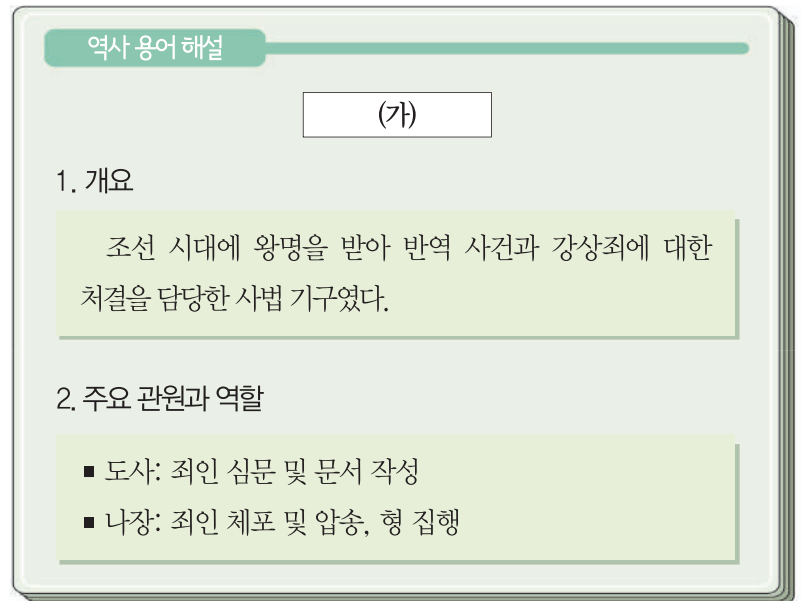 역사 용어 해설
(가)
1. 개요
조선 시대에 왕명을 받아 반역 사건과 강상죄에 대한
처결을 담당한 사법 기구였다.
2. 주요 관원과 역할
▪ 도사: 죄인 심문 및 문서 작성
▪ 나장: 죄인 체포 및 압송, 형 집행